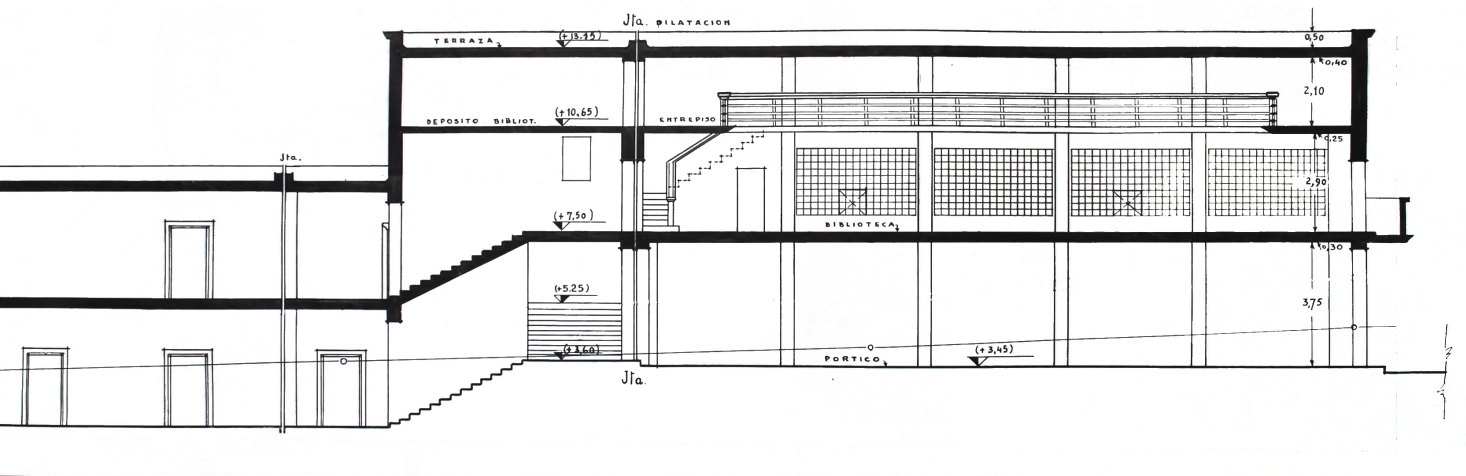 Jta. DILATACION
TERRAZA
(+13.45)
0,50
0,40
2,10
DEPOSITO BIBLIOT.
(+10,65)
ENTREPISO
0,25
Jta.
2,90
(+7,50)
BIBLIOTECA
0,30
(+5.25)
3,75
(+3,60)
PORTICO
(+3,45)
Jta.